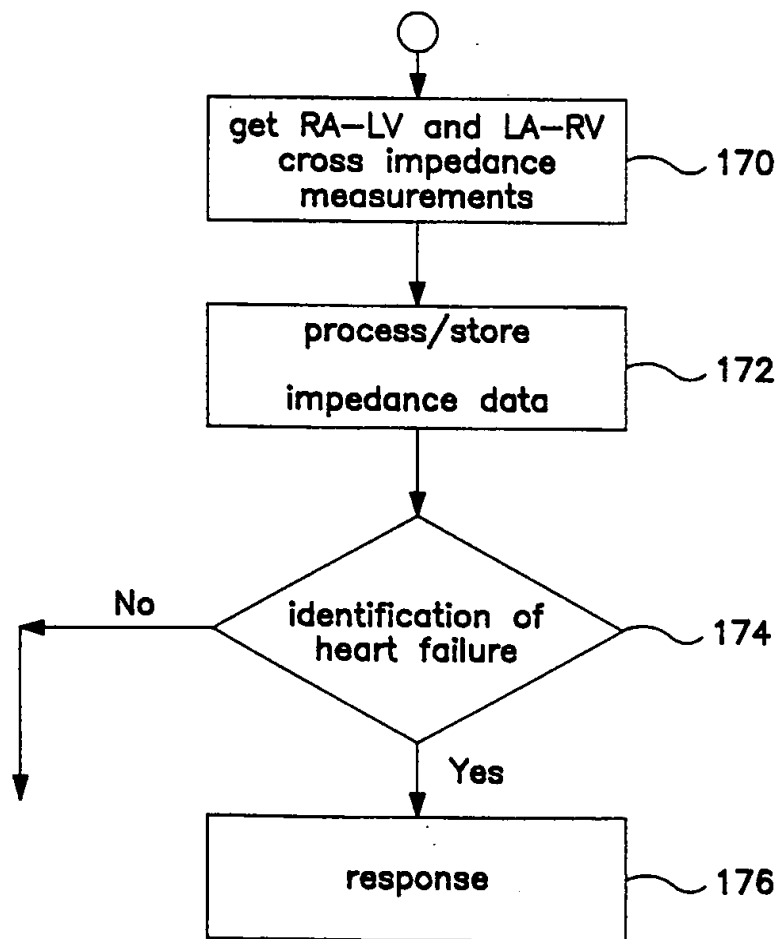 get RA-LV and LA-RV
cross impedance
measurements
170
process/store
impedance data
172
No
identification of
heart failure
174
Yes
response
176